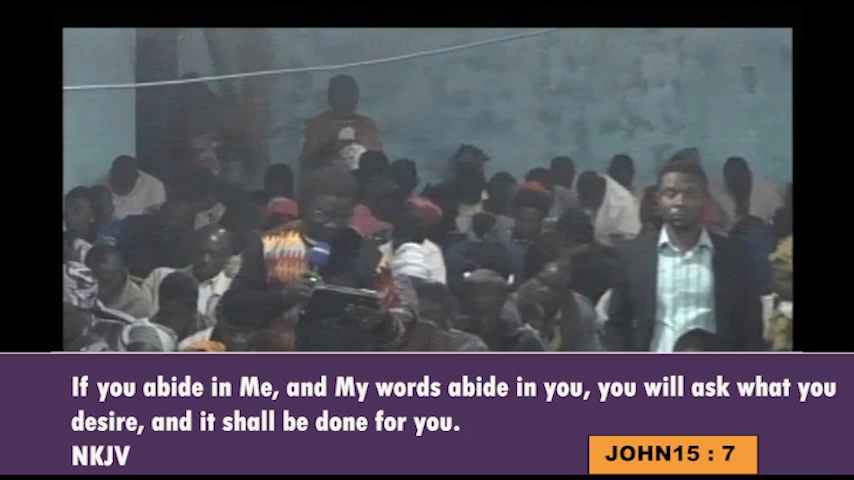 If you abide in Me, and My words abide in you, you will ask what you
desire, and it shall be done for you.
NKJV
JOHN15 : 7